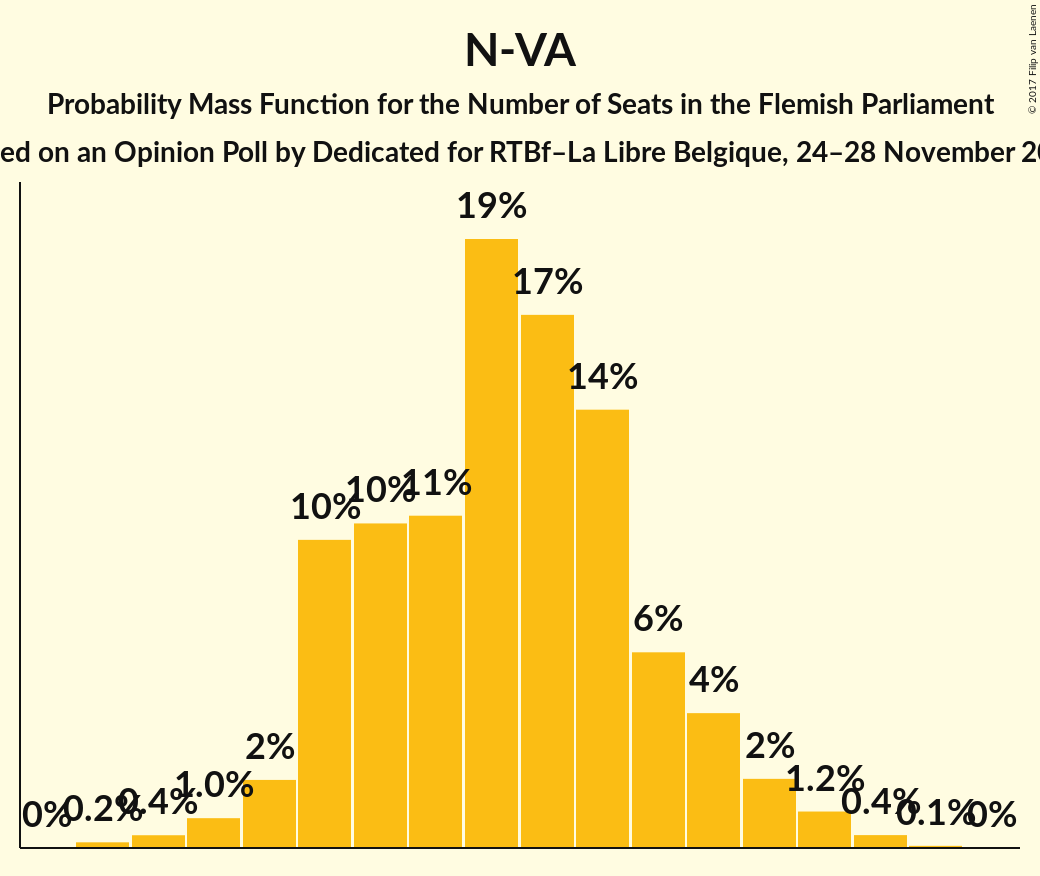 N-VA
Probability Mass Function for the Number of Seats in the Flemish Parliament
on an Opinion Poll by Dedicated for RTBf–La Libre Belgique, 24–28 November
© 2017 Filip van Laenen
0% 0.2% 0.4% 1.0% 2% 10% 10% 11% 19% 17% 14% 6% 4% 2% 1.2% 0.4% 0.1% 0%